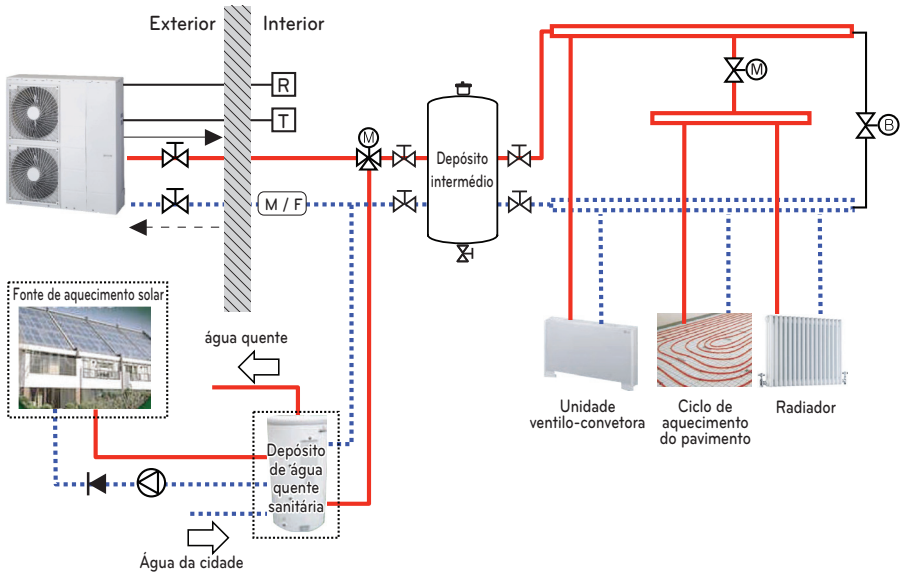 Exterior
Interior
R
T
M
M
B
M / F
Depósito
intermédio
Fonte de aquecimento solar
água quente
Depósito
de água
quente
sanitária
Água da cidade
Unidade
ventilo-convetora
Ciclo de
aquecimento
do pavimento
Radiador